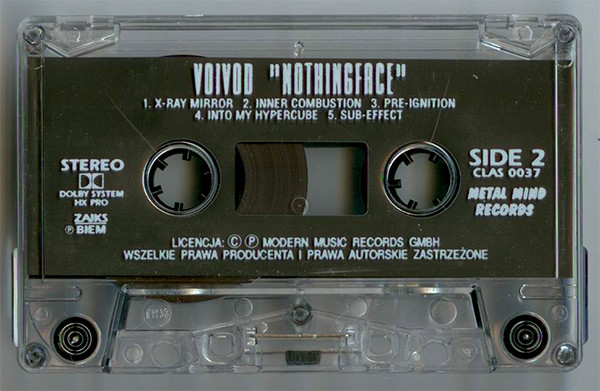 VOIVOD "NOTHINGFACE"
1. X-RAY MIRROR 2. INNER COMBUSTION 3. PRE-IGNITION
4. INTO MY HYPERCUBE 5. SUB-EFFECT
STEREO
DOLBY SYSTEM
HX PRO
ZAIKS
Ⓟ BIEM
SIDE 2
CLAS 0037
METAL MIND
RECORDS
LICENCJA: © Ⓟ MODERN MUSIC RECORDS GMBH
WSZELKIE PRAWA PRODUCENTA I PRAWA AUTORSKIE ZASTRZEŻONE